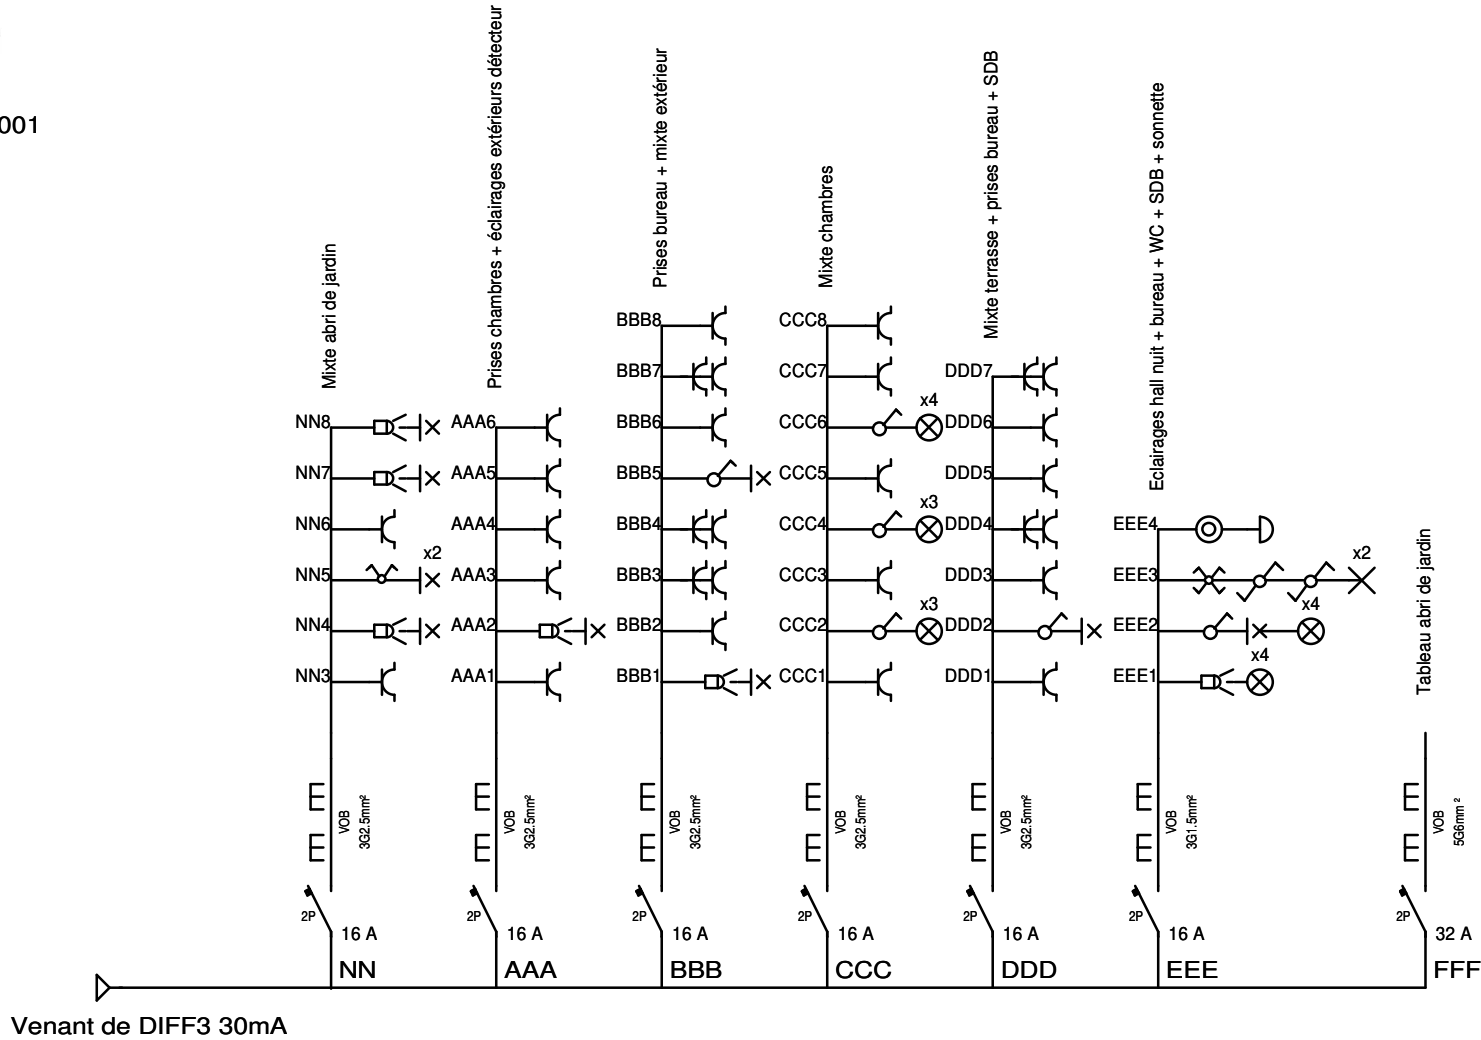 001
Mixte abri de jardin
Prises chambres + éclairages extérieurs détecteur
Prises bureau + mixte extérieur
Mixte chambres
Mixte terrasse + prises bureau + SDB
Eclairages hall nuit + bureau + WC + SDB + sonnette
Tableau abri de jardin
BBB8 CCC8
BBB7 CCC7 DDD7
x4
NN8 AAA6 BBB6 CCC6 DDD6
NN7 AAA5 BBB5 CCC5 DDD5
x3
NN6 AAA4 BBB4 CCC4 DDD4 EEE4
x2 x2
NN5 AAA3 BBB3 CCC3 DDD3 EEE3
x3 x4
NN4 AAA2 BBB2 CCC2 DDD2 EEE2
x4
NN3 AAA1 BBB1 CCC1 DDD1 EEE1
VOB
3G2.5mm²
VOB
3G2.5mm²
VOB
3G2.5mm²
VOB
3G2.5mm²
VOB
3G2.5mm²
VOB
3G1.5mm²
VOB
5G6mm²
2P 2P 2P 2P 2P 2P 2P
16 A 16 A 16 A 16 A 16 A 16 A 32 A
NN AAA BBB CCC DDD EEE FFF
Venant de DIFF3 30mA